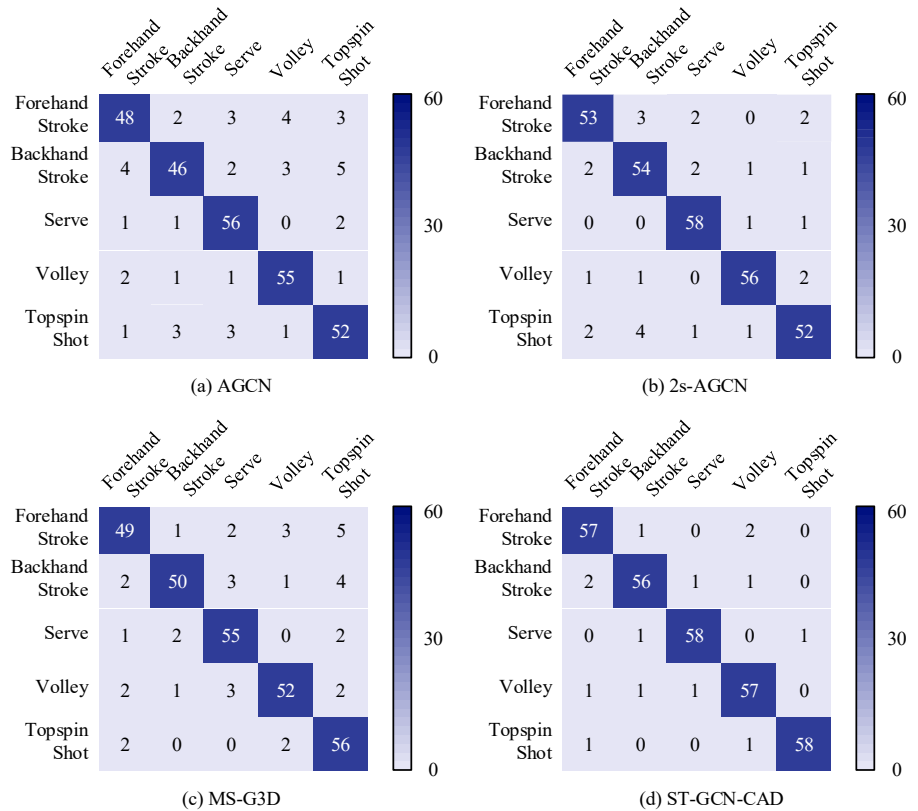 Forehand Stroke Backhand Stroke Serve Volley Topspin Shot
Forehand Stroke 48 2 3 4 3
Backhand Stroke 4 46 2 3 5
Serve 1 1 56 0 2
Volley 2 1 1 55 1
Topspin Shot 1 3 3 1 52
60
30
0
(a) AGCN
Forehand Stroke Backhand Stroke Serve Volley Topspin Shot
Forehand Stroke 53 3 2 0 2
Backhand Stroke 2 54 2 1 1
Serve 0 0 58 1 1
Volley 1 1 0 56 2
Topspin Shot 2 4 1 1 52
60
30
0
(b) 2s-AGCN
Forehand Stroke Backhand Stroke Serve Volley Topspin Shot
Forehand Stroke 49 1 2 3 5
Backhand Stroke 2 50 3 1 4
Serve 1 2 55 0 2
Volley 2 1 3 52 2
Topspin Shot 2 0 0 2 56
60
30
0
(c) MS-G3D
Forehand Stroke Backhand Stroke Serve Volley Topspin Shot
Forehand Stroke 57 1 0 2 0
Backhand Stroke 2 56 1 1 0
Serve 0 1 58 0 1
Volley 1 1 1 57 0
Topspin Shot 1 0 0 1 58
60
30
0
(d) ST-GCN-CAD